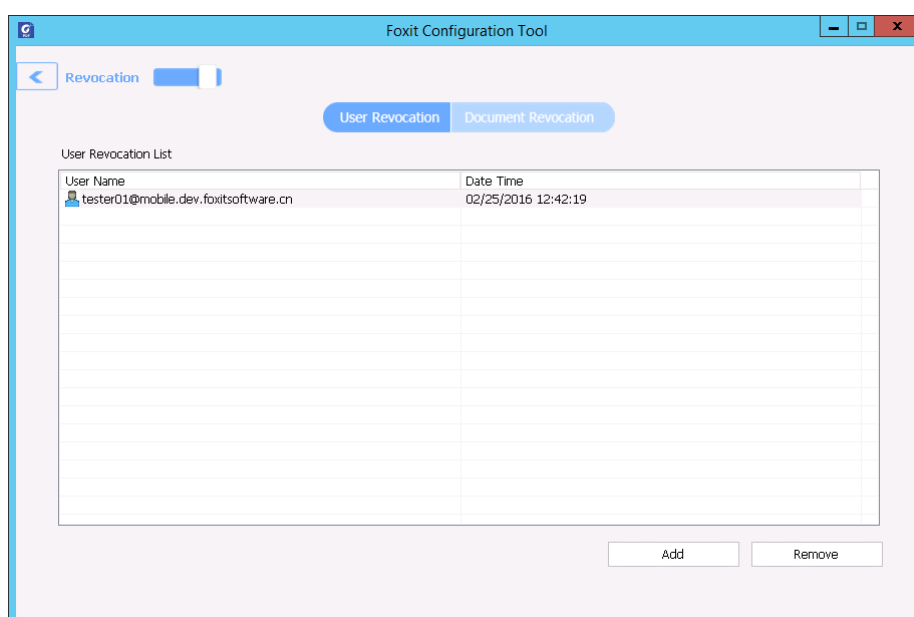 Foxit Configuration Tool
Revocation
User Revocation Document Revocation
User Revocation List
User Name Date Time
tester01@mobile.dev.foxitsoftware.cn 02/25/2016 12:42:19
Add Remove